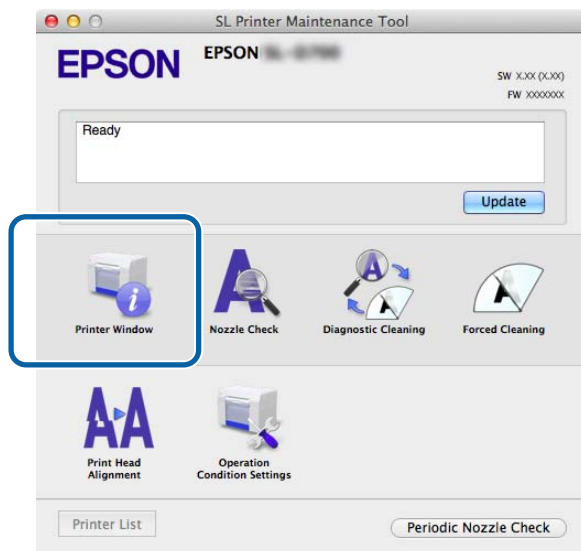 SL Printer Maintenance Tool
EPSON
EPSON
SW X.XX (X.XX)
FW XXXXXXX
Ready
Update
Printer Window
Nozzle Check
Diagnostic Cleaning
Forced Cleaning
Print Head
Alignment
Operation
Condition Settings
Printer List
Periodic Nozzle Check